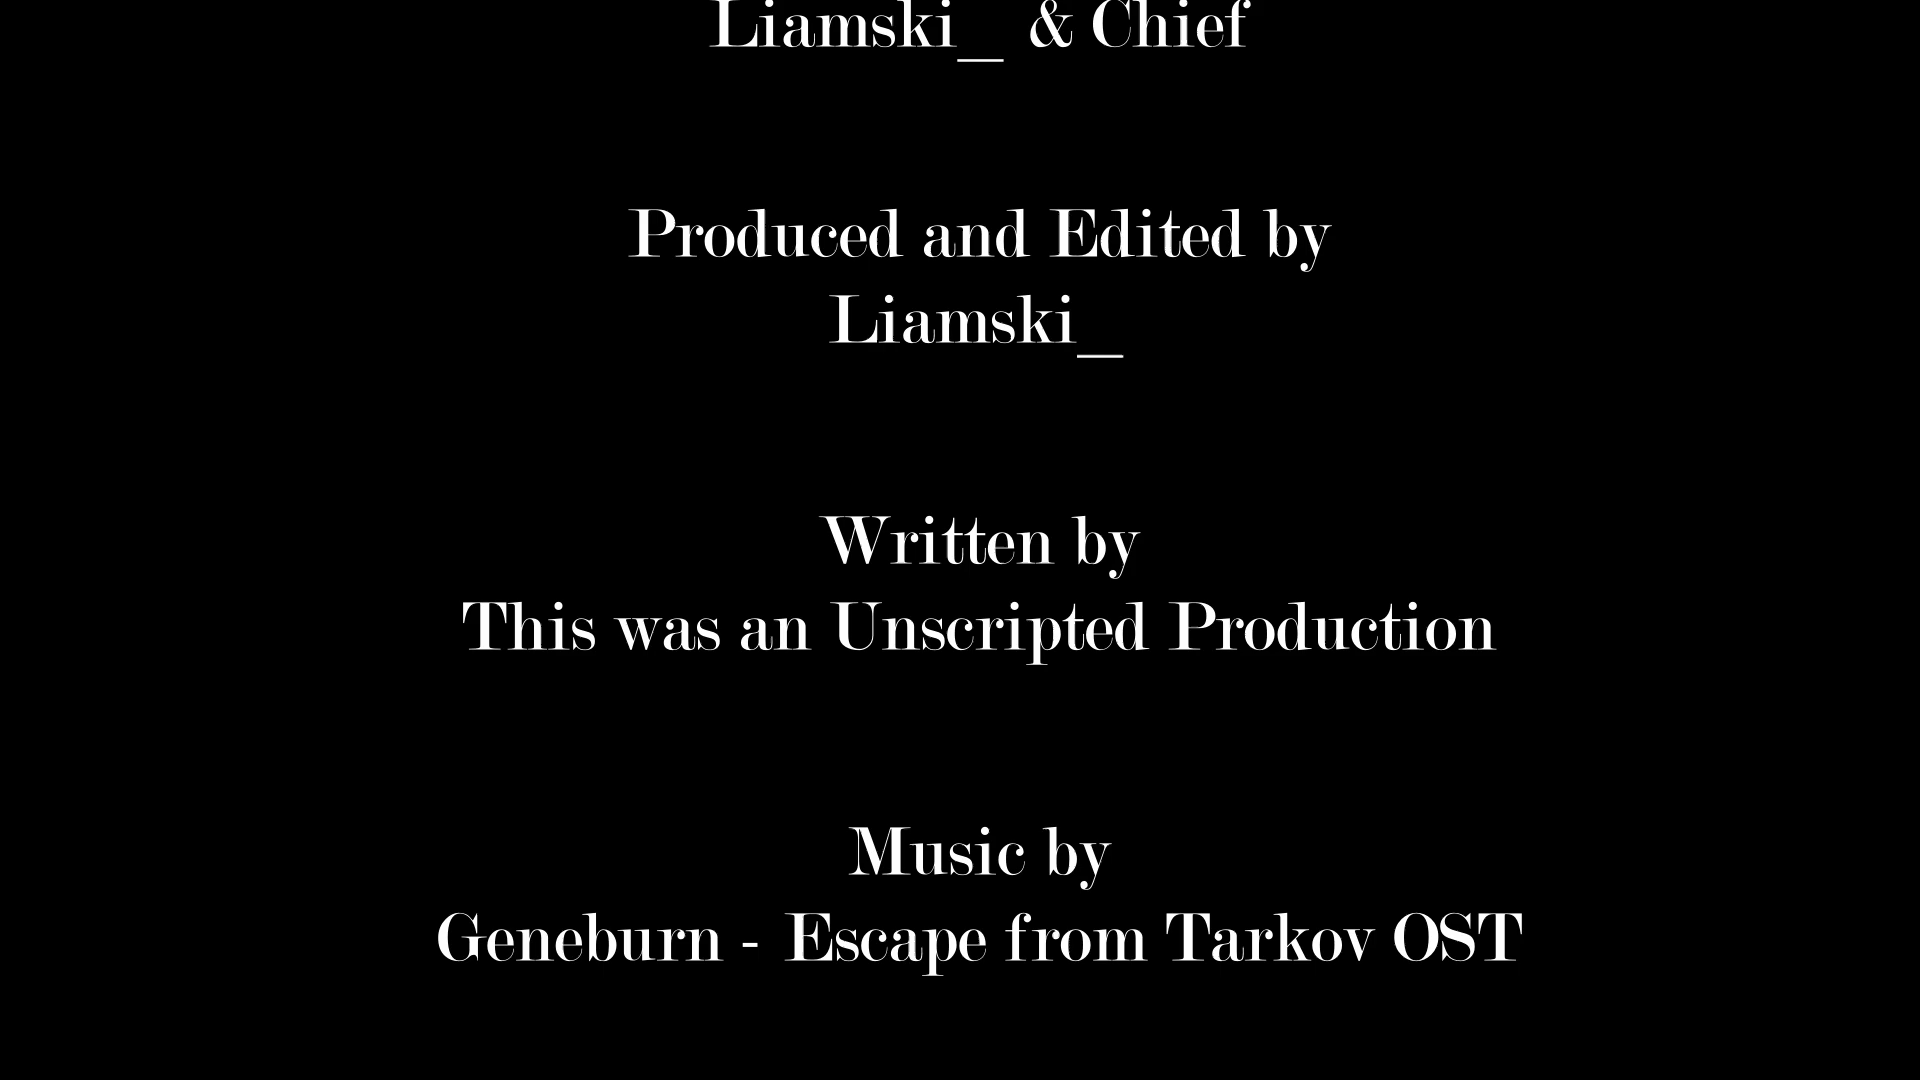 Liamski_ & Chief
Produced and Edited by
Liamski_
Written by
This was an Unscripted Production
Music by
Geneburn - Escape from Tarkov OST